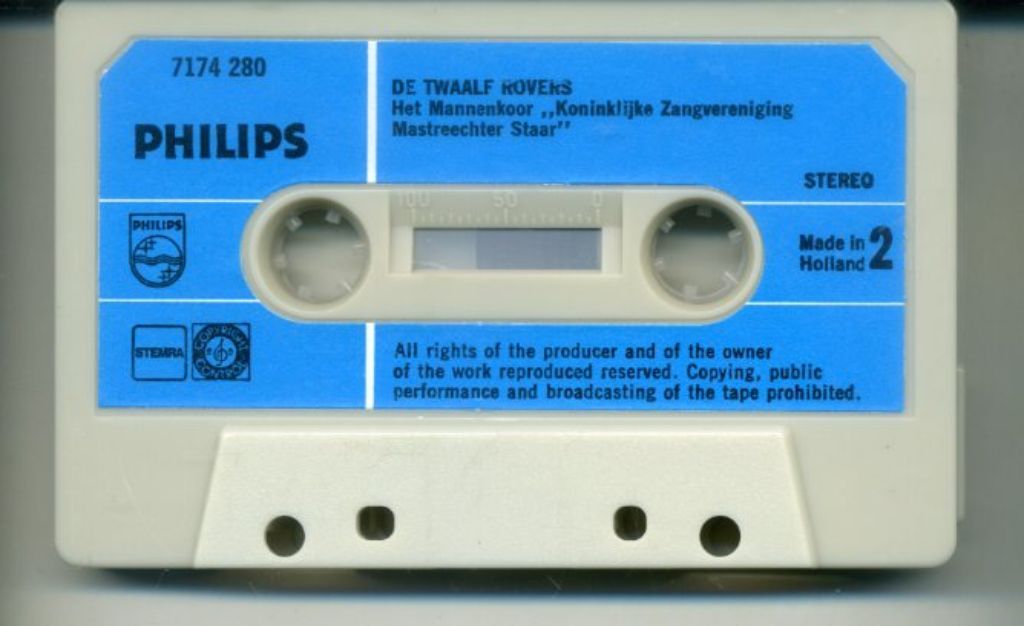 7174 280
PHILIPS
DE TWAALF ROVERS
Het Mannenkoor „Koninklijke Zangvereniging
Mastreechter Staar”
STEREO
100 50 0
PHILIPS
Made in
Holland
2
STEMRA
COPYRIGHT
CONTROL
All rights of the producer and of the owner
of the work reproduced reserved. Copying, public
performance and broadcasting of the tape prohibited.